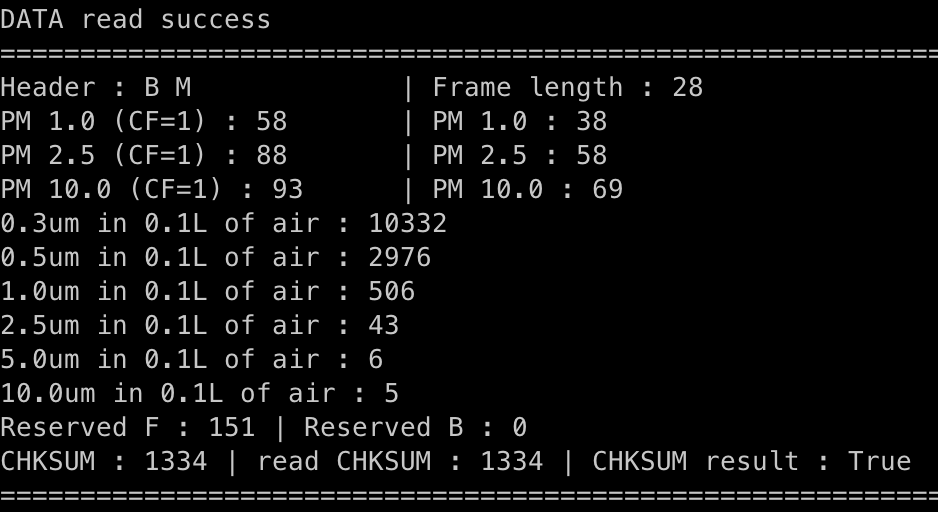 DATA read success
============================================================
Header : B M | Frame length : 28
PM 1.0 (CF=1) : 58 | PM 1.0 : 38
PM 2.5 (CF=1) : 88 | PM 2.5 : 58
PM 10.0 (CF=1) : 93 | PM 10.0 : 69
0.3um in 0.1L of air : 10332
0.5um in 0.1L of air : 2976
1.0um in 0.1L of air : 506
2.5um in 0.1L of air : 43
5.0um in 0.1L of air : 6
10.0um in 0.1L of air : 5
Reserved F : 151 | Reserved B : 0
CHKSUM : 1334 | read CHKSUM : 1334 | CHKSUM result : True
============================================================